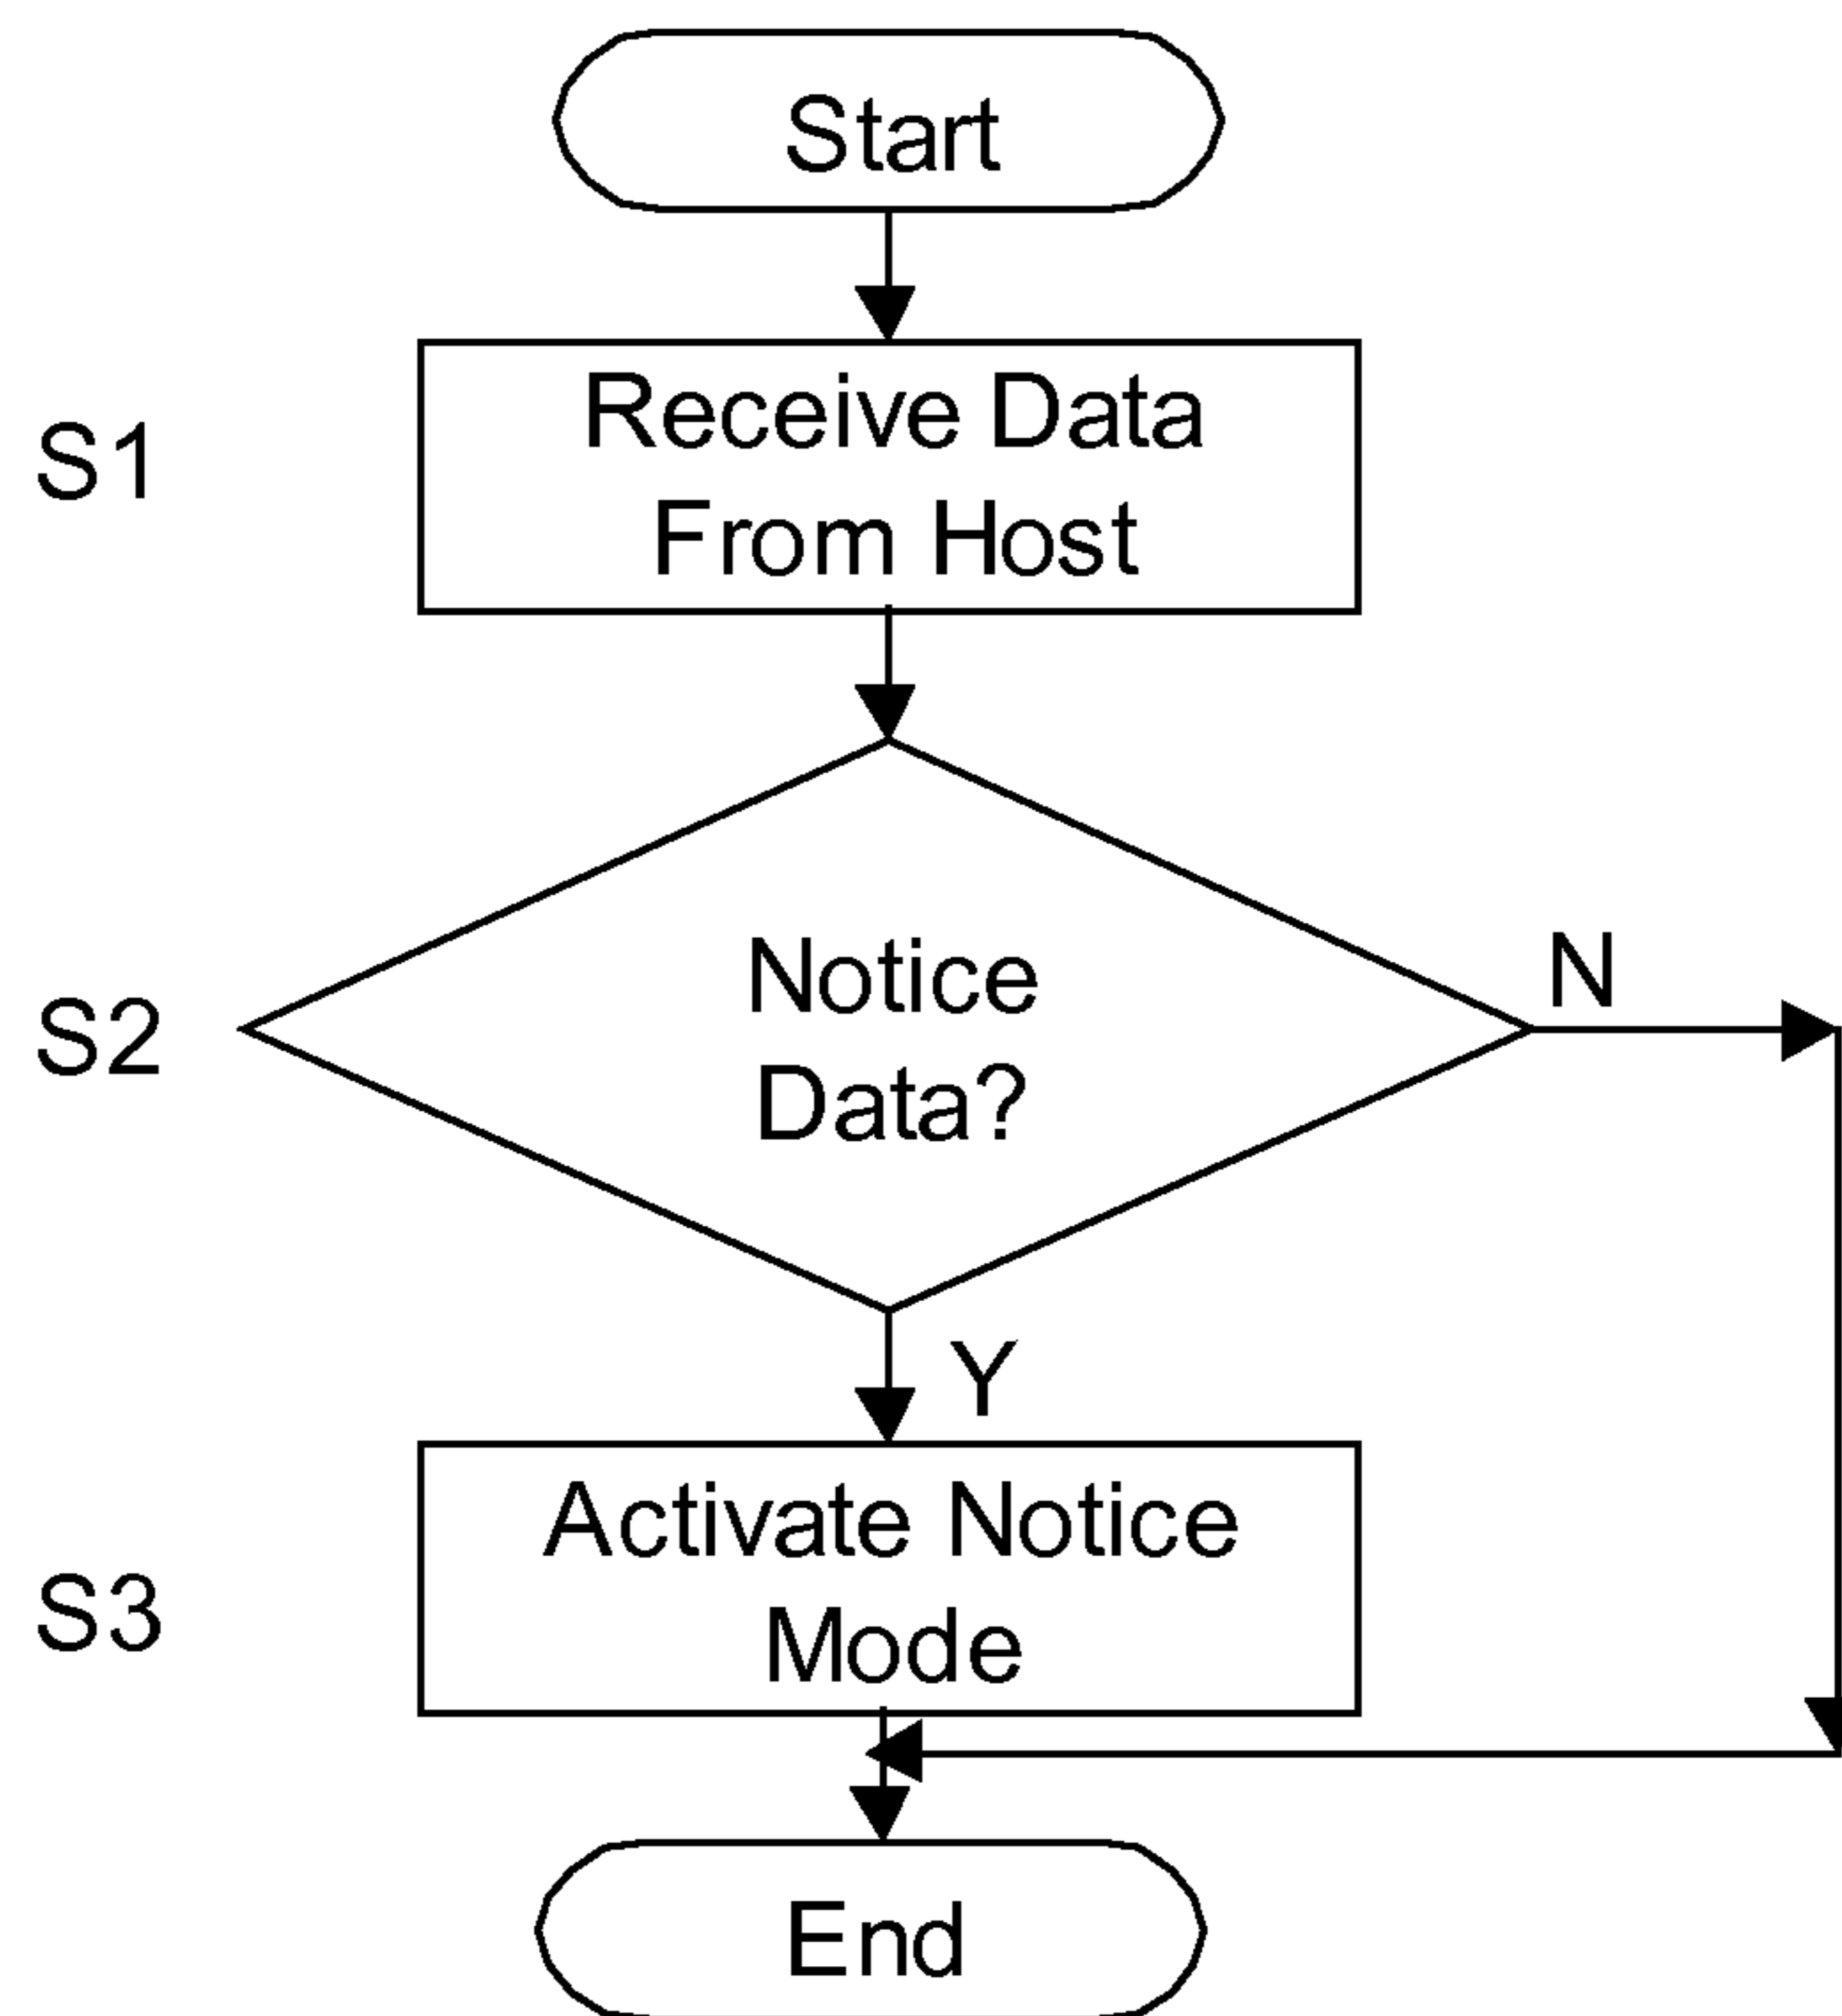 Start
S1
Receive Data
From Host
S2
Notice
Data?
N
Y
S3
Activate Notice
Mode
End